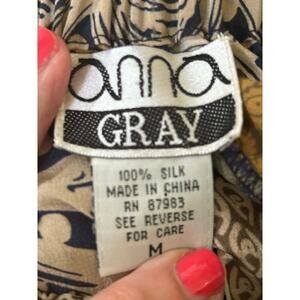 anna
GRAY
100% SILK
MADE IN CHINA
RN 87983
SEE REVERSE
FOR CARE
M